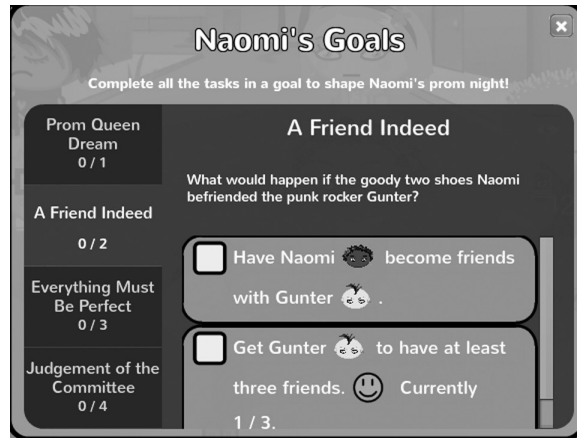 Naomi's Goals
Complete all the tasks in a goal to shape Naomi's prom night!
Prom Queen
Dream
0 / 1
A Friend Indeed
0 / 2
Everything Must
Be Perfect
0 / 3
Judgement of the
Committee
0 / 4
A Friend Indeed
What would happen if the goody two shoes Naomi
befriended the punk rocker Gunter?
Have Naomi become friends
with Gunter .
Get Gunter to have at least
three friends. Currently
1 / 3.